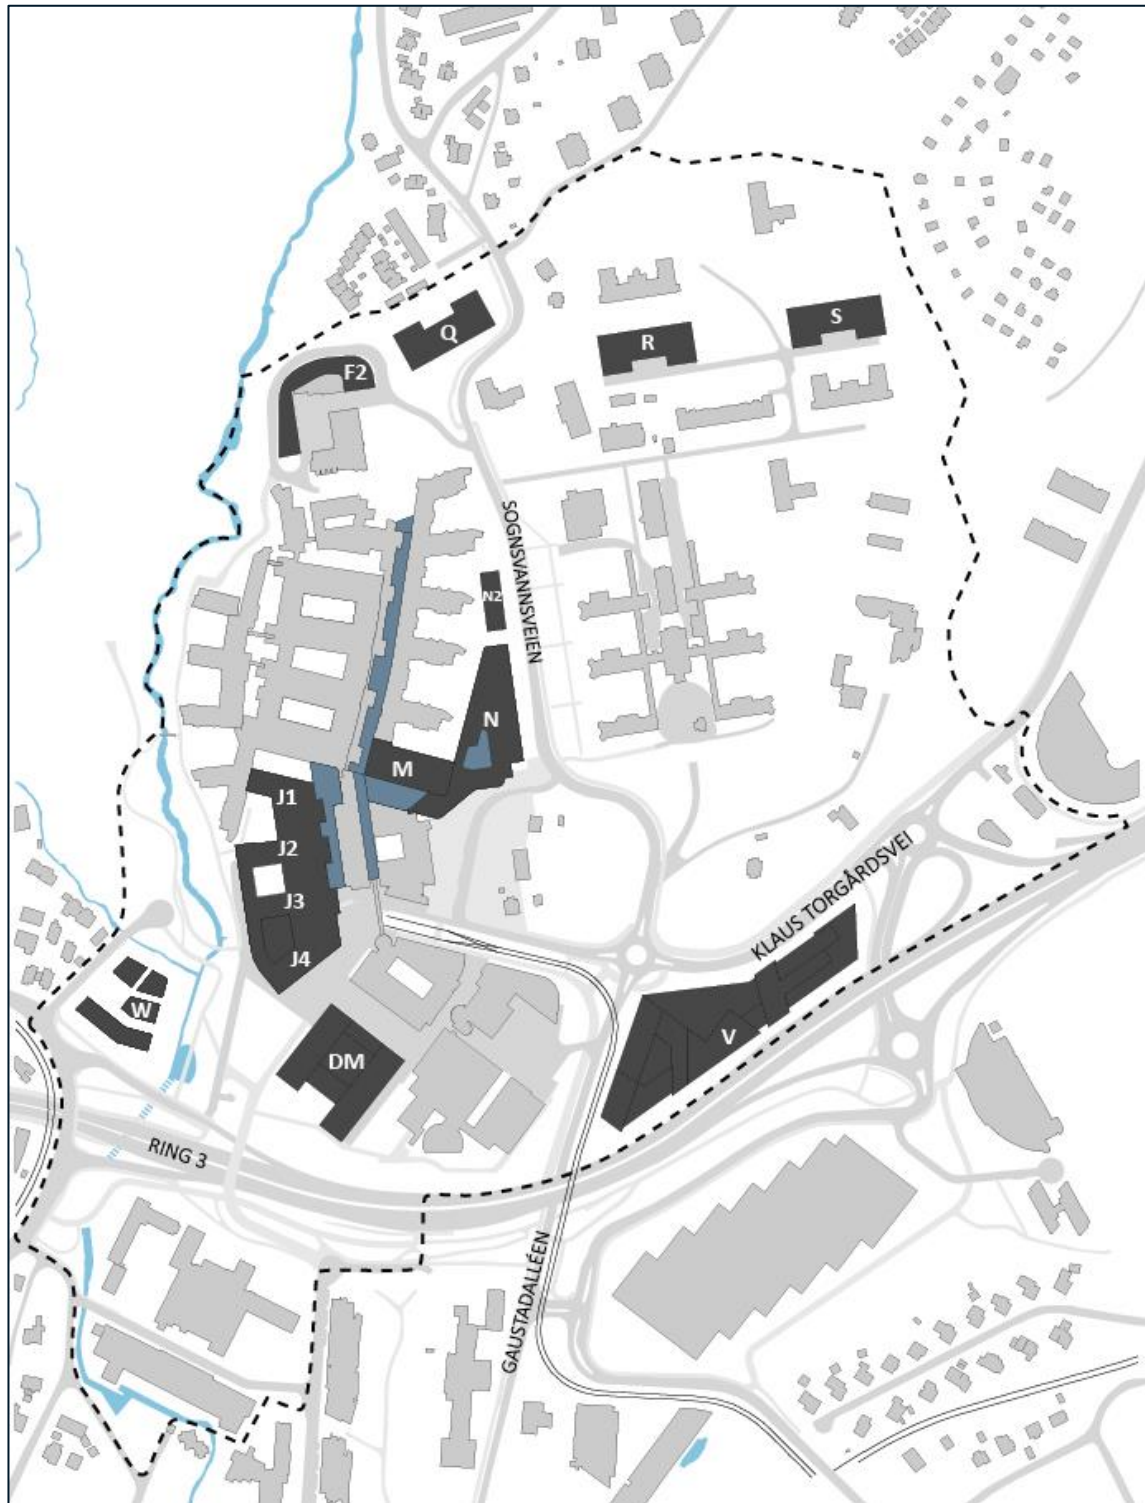 S
Q
R
F2
SOGNSVANNSVEIEN
N2
N
M
J1
J2
J3
KLAUS TORGÅRDSVEI
J4
W
V
DM
RING 3
GAUSTADALLÉEN